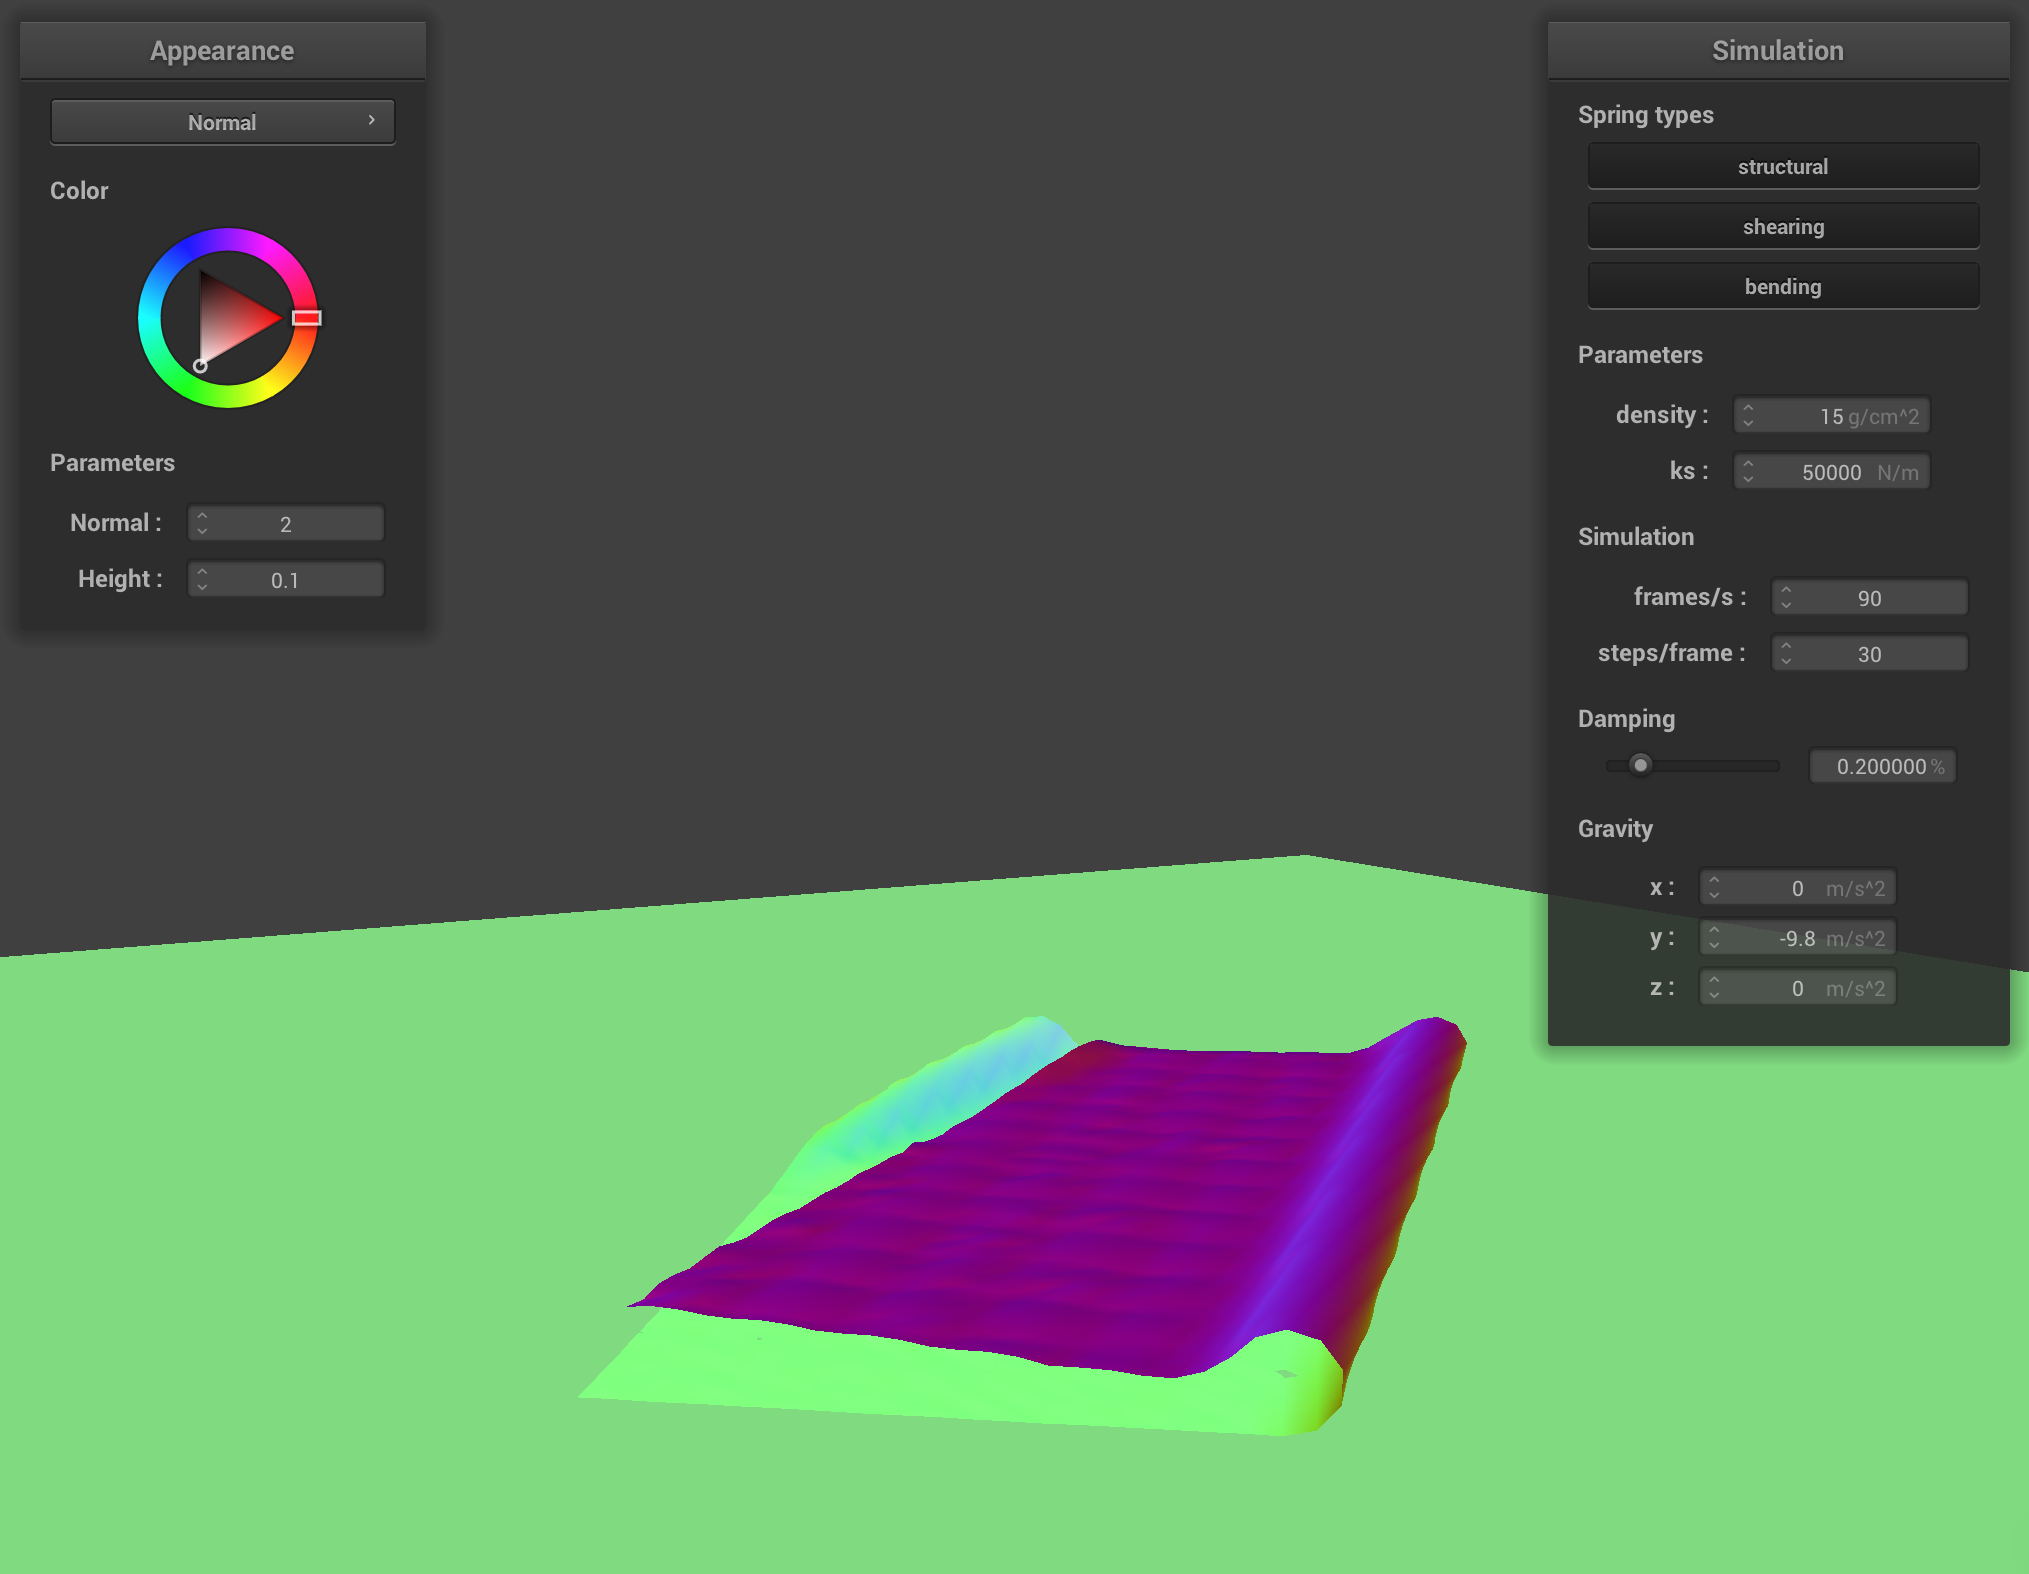 Appearance
Normal
Color
Parameters
Normal : 2
Height : 0.1
Simulation
Spring types
structural
shearing
bending
Parameters
density : 15 g/cm^2
ks : 50000 N/m
Simulation
frames/s : 90
steps/frame : 30
Damping
0.200000 %
Gravity
x : 0 m/s^2
y : -9.8 m/s^2
z : 0 m/s^2